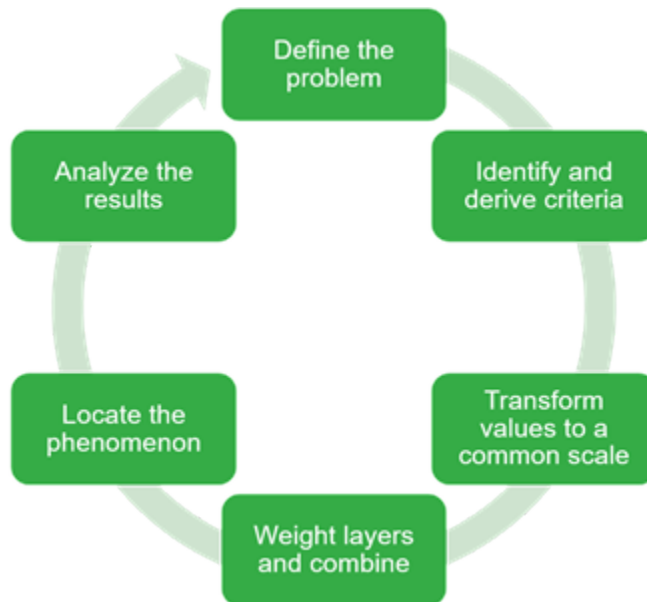 Define the
problem
Identify and
derive criteria
Transform
values to a
common scale
Weight layers
and combine
Locate the
phenomenon
Analyze the
results